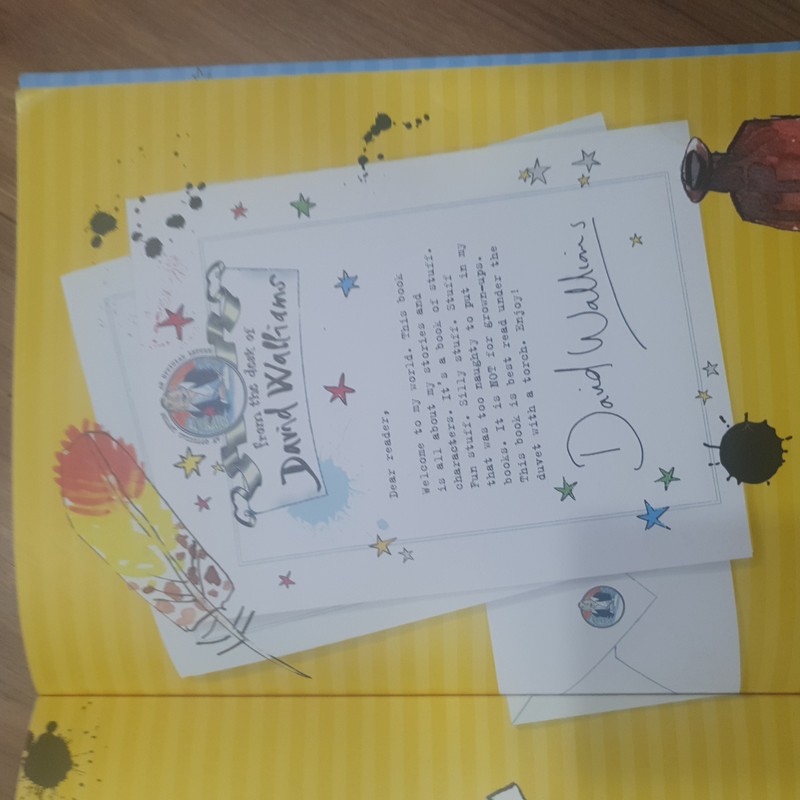 from the desk of
David Walliams
Dear reader,
Welcome to my world. This book
is all about my stories and
characters. It's a book of stuff.
Fun stuff. Silly stuff. Stuff
that was too naughty to put in my
books. It is NOT for grown-ups.
This book is best read under the
duvet with a torch. Enjoy!
David Walliams